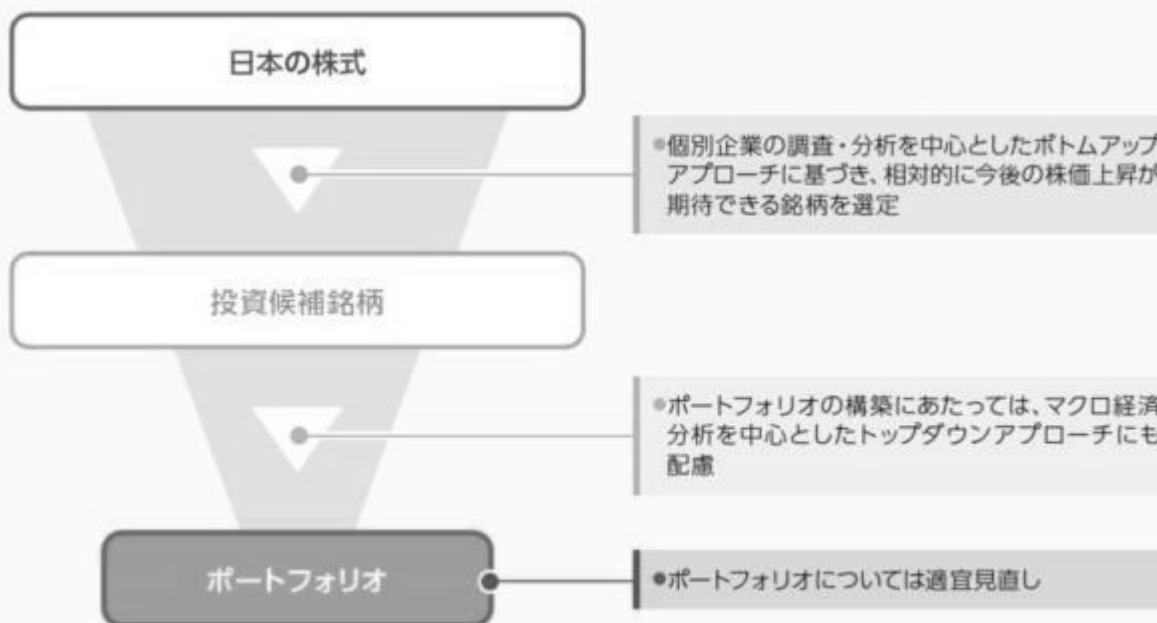 日本の株式
●個別企業の調査・分析を中心としたボトムアップ
アプローチに基づき、相対的に今後の株価上昇が
期待できる銘柄を選定
投資候補銘柄
●ポートフォリオの構築にあたっては、マクロ経済
分析を中心としたトップダウンアプローチにも
配慮
ポートフォリオ
●ポートフォリオについては適宜見直し